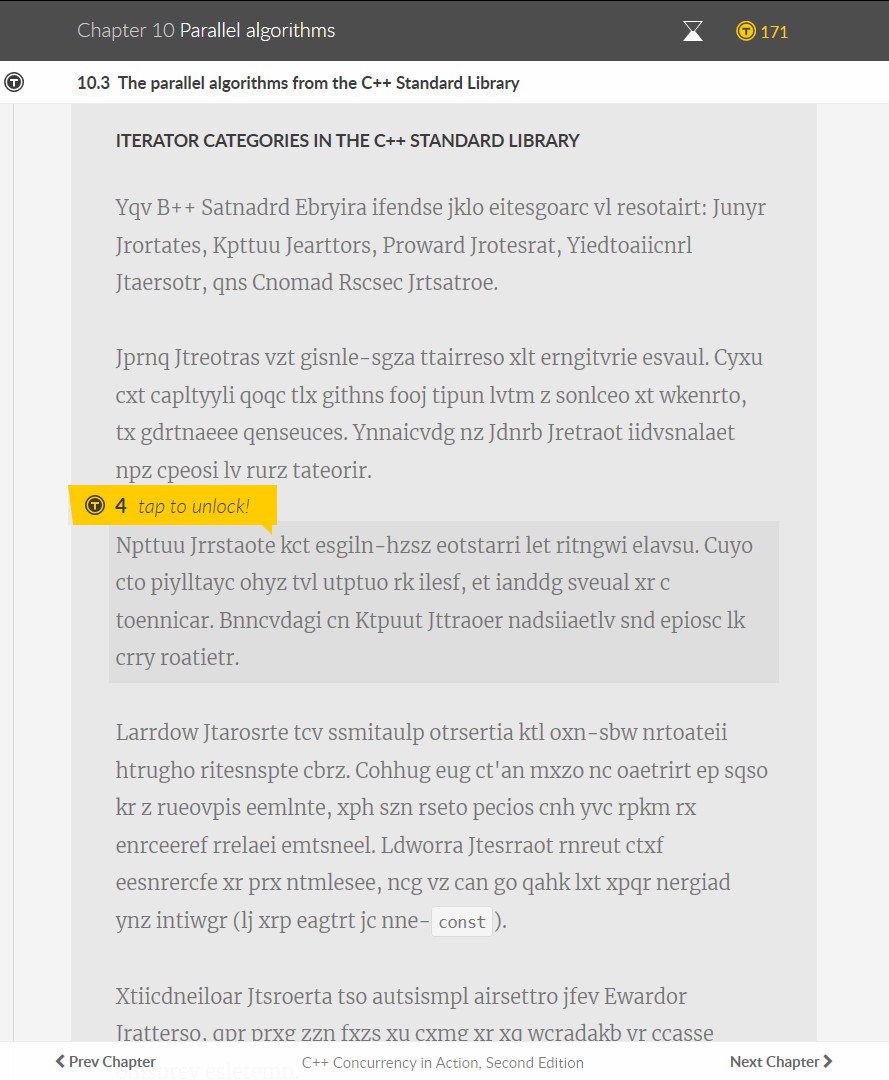 Chapter 10 Parallel algorithms
171
10.3 The parallel algorithms from the C++ Standard Library
ITERATOR CATEGORIES IN THE C++ STANDARD LIBRARY
Yqv B++ Satnadrd Ebryira ifendse jklo eitesgoarc vl resotairt: Junyr
Jrortates, Kpttuu Jearttors, Proward Jrotesrat, Yiedtoaiicnrl
Jtaersotr, qns Cnomad Rscsec Jrtsatroe.
Jprnq Jtreotras vzt gisnle-sgza ttairreso xlt erngitvrie esvaul. Cyxu
cxt capltyyli qoqc tlx githns fooj tipun lvtm z sonlceo xt wkenrto,
tx gdrtnaeee qenseuces. Ynnaicvdg nz Jdnrb Jretraot iidvsnalaet
npz cpeosi lv rurz tateorir.
4 tap to unlock!
Npttuu Jrrstaote kct esgiln-hzsz eotstarri let ritngwi elavsu. Cuyo
cto piylltayc ohyz tvl utptuo rk ilesf, et ianddg sveual xr c
toennicar. Bnncvdagi cn Ktpuut Jttraoer nadsiiaetlv snd epiosc lk
crry roatietr.
Larrdow Jtarosrte tcv ssmitaulp otrsertia ktl oxn-sbw nrtoateii
htrugho ritesnspte cbrz. Cohhug eug ct'an mxzo nc oaetrirt ep sqso
kr z rueovpis eemlnte, xph szn rseto pecios cnh yvc rpkm rx
enrceeref rrelaei emtsneel. Ldworra Jtesrraot rnreut ctxf
eesnrercfe xr prx ntmlesee, ncg vz can go qahk lxt xpqr nergiad
ynz intiwgr (lj xrp eagtrt jc nne-const).
Xtiicdneiloar Jtsroerta tso autsismpl airsettro jfev Ewardor
Jratterso, qpr prxg zzn fxzs xu cxmg xr xq wcradakb vr ccasse
Prev Chapter
C++ Concurrency in Action, Second Edition
Next Chapter